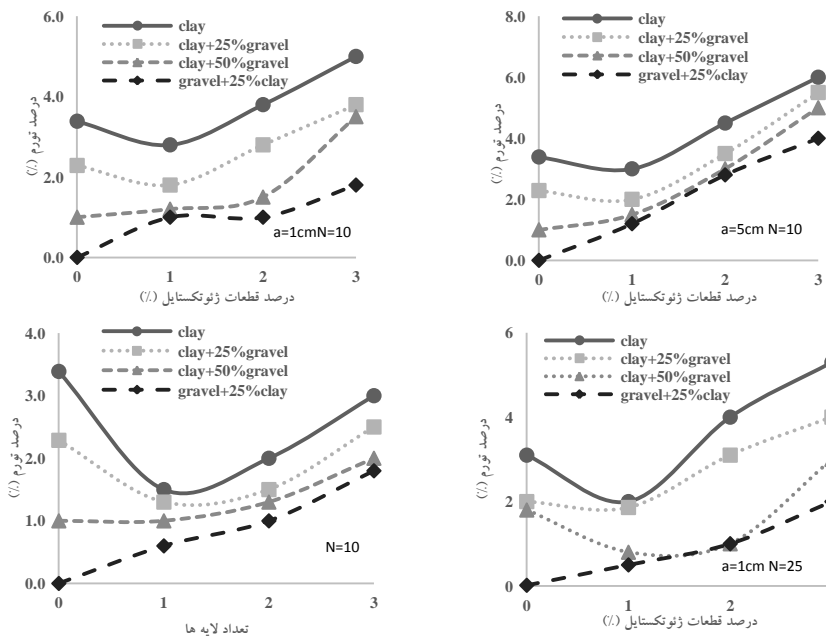 6.0
4.0
2.0
0.0
درصد تورم (%)
clay
clay+25%gravel
clay+50%gravel
gravel+25%clay
a=1cmN=10
0 1 2 3
درصد قطعات ژئوتکستایل (%)
8.0
6.0
4.0
2.0
0.0
درصد تورم (%)
clay
clay+25%gravel
clay+50%gravel
gravel+25%clay
a=5cm N=10
0 1 2 3
درصد قطعات ژئوتکستایل (%)
4.0
3.0
2.0
1.0
0.0
درصد تورم (%)
clay
clay+25%gravel
clay+50%gravel
gravel+25%clay
N=10
0 1 2 3
تعداد لایه ها
6
4
2
0
درصد تورم (%)
clay
clay+25%gravel
clay+50%gravel
gravel+25%clay
a=1cm N=25
0 1 2
درصد قطعات ژئوتکستایل (%)